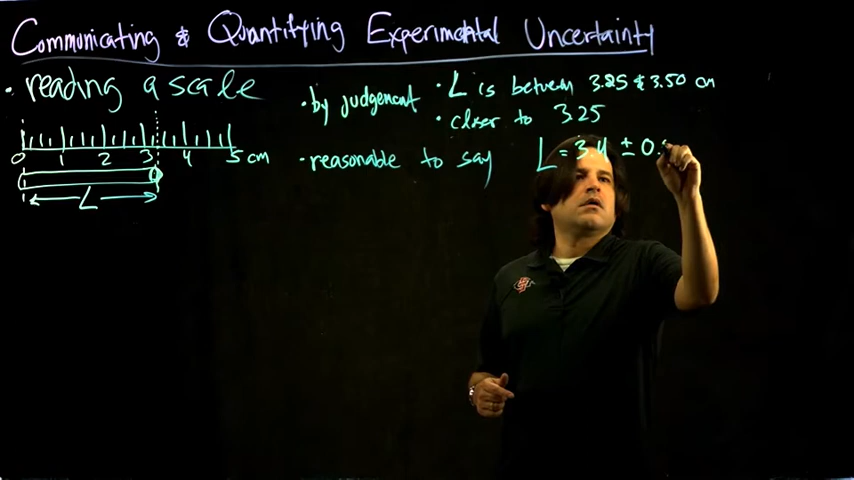 Communicating & Quantifying Experimental Uncertainty
• reading a scale
• by judgement
• L is between 3.25 & 3.50 cm
• closer to 3.25
0 1 2 3 4 5 cm
• reasonable to say L = 3.4 ± 0.
L